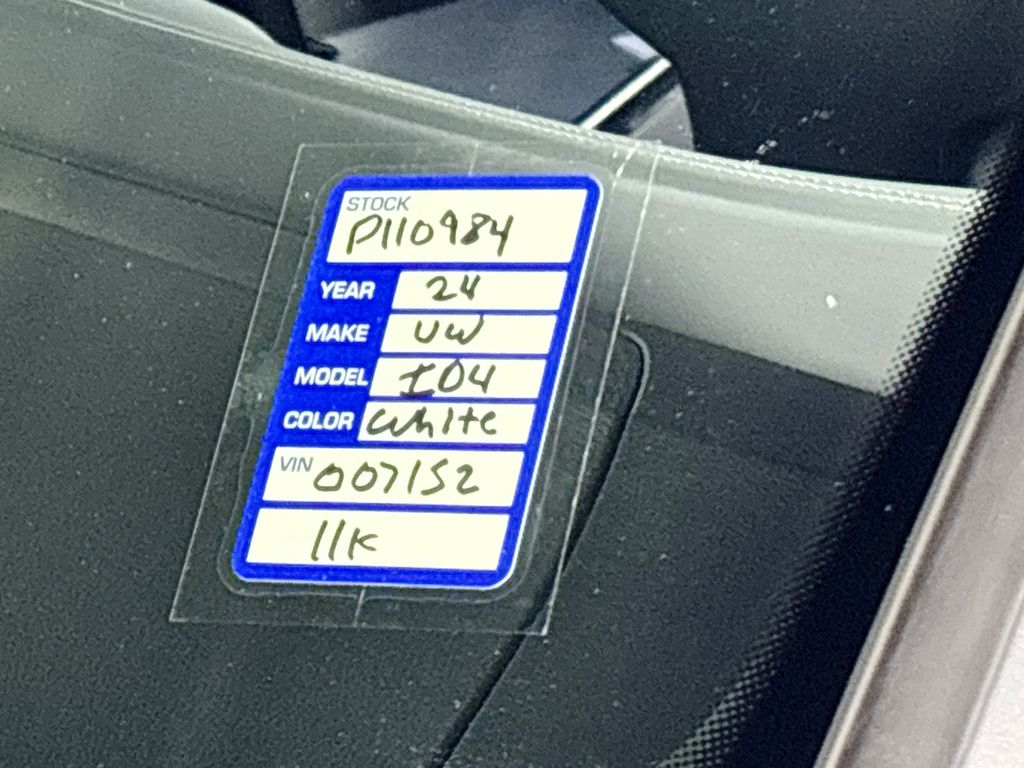 STOCK
P110984
YEAR 24
MAKE VW
MODEL ID4
COLOR White
VIN 007152
11K